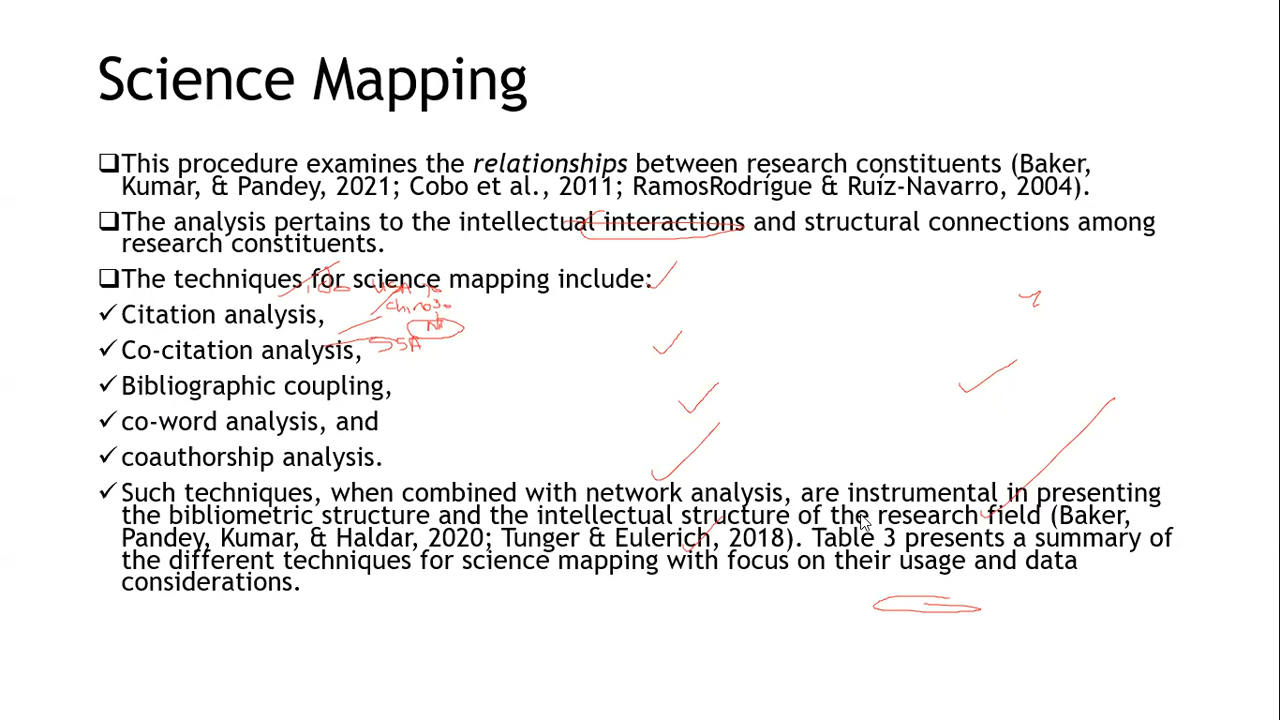 Science Mapping
❑This procedure examines the relationships between research constituents (Baker,
Kumar, & Pandey, 2021; Cobo et al., 2011; RamosRodrígue & Ruíz-Navarro, 2004).
❑The analysis pertains to the intellectual interactions and structural connections among
research constituents.
❑The techniques for science mapping include:
✓Citation analysis,
✓Co-citation analysis,
SSA
✓Bibliographic coupling,
✓co-word analysis, and
✓coauthorship analysis.
✓Such techniques, when combined with network analysis, are instrumental in presenting
the bibliometric structure and the intellectual structure of the research field (Baker,
Pandey, Kumar, & Haldar, 2020; Tunger & Eulerich, 2018). Table 3 presents a summary of
the different techniques for science mapping with focus on their usage and data
considerations.